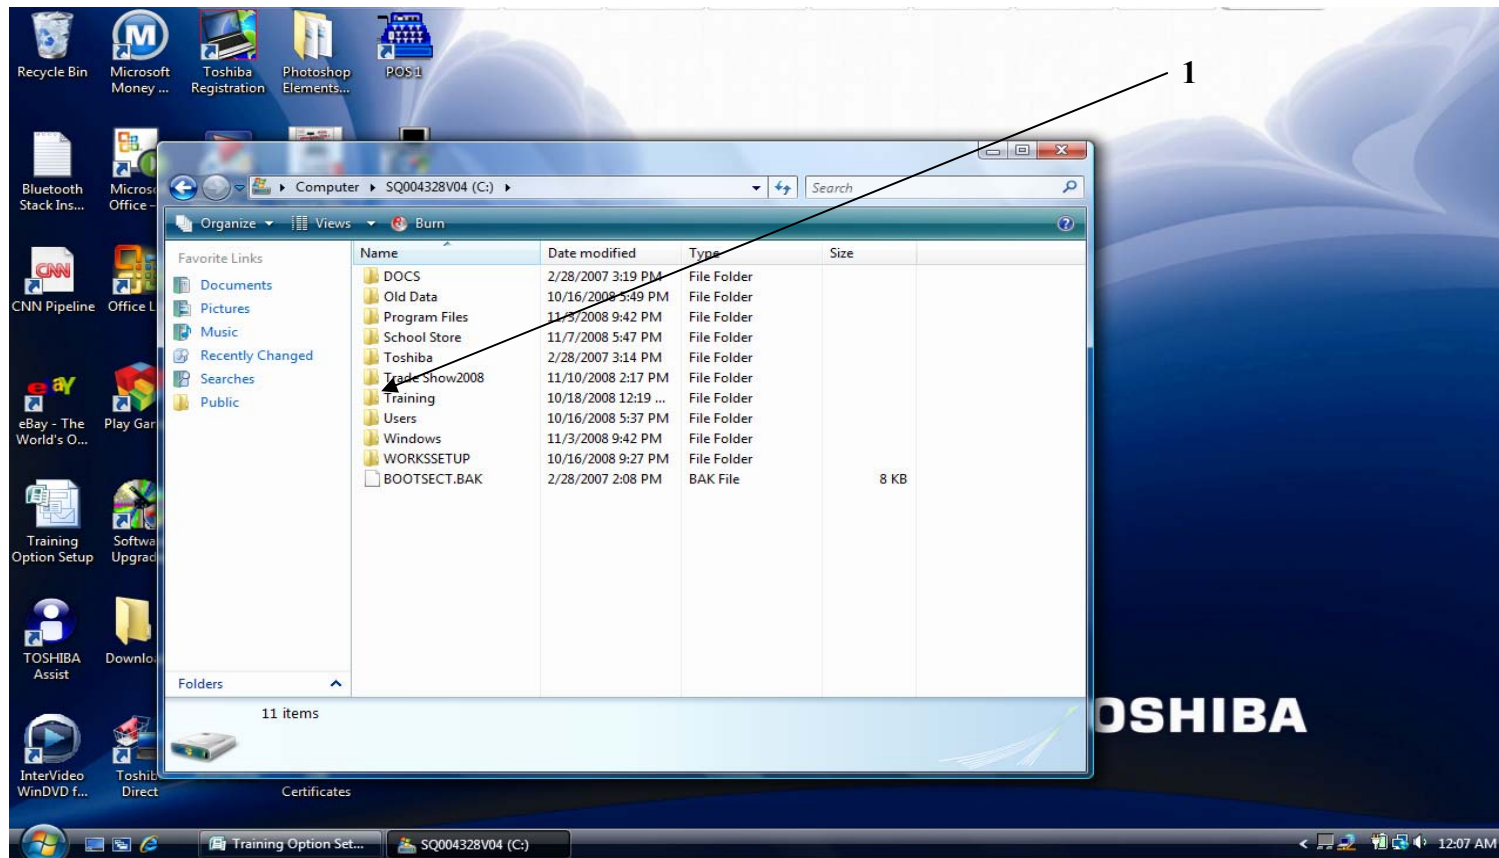 Recycle Bin
Microsoft
Money ...
Toshiba
Registration
Photoshop
Elements...
POS1
1
Bluetooth
Stack Ins...
Micros
Office -
Computer
SQ004328V04 (C:)
Search
Organize
Views
Burn
CNN
CNN Pipeline
Office L
Favorite Links
Documents
Pictures
Music
Recently Changed
Searches
Public
Name Date modified Type Size
DOCS 2/28/2007 3:19 PM File Folder
Old Data 10/16/2008 5:49 PM File Folder
Program Files 11/3/2008 9:42 PM File Folder
School Store 11/7/2008 5:47 PM File Folder
Toshiba 2/28/2007 3:14 PM File Folder
Trade Show2008 11/10/2008 2:17 PM File Folder
Training 10/18/2008 12:19 ... File Folder
Users 10/16/2008 5:37 PM File Folder
Windows 11/3/2008 9:42 PM File Folder
WORKSSETUP 10/16/2008 9:27 PM File Folder
BOOTSECT.BAK 2/28/2007 2:08 PM BAK File 8 KB
ebay
eBay - The
World's O...
Play Gar
Training
Option Setup
Softwa
Upgrad
TOSHIBA
Assist
Downlo
Folders
11 items
OSHIBA
InterVideo
WinDVD f...
Toshib
Direct
Certificates
Training Option Set...
SQ004328V04 (C:)
12:07 AM